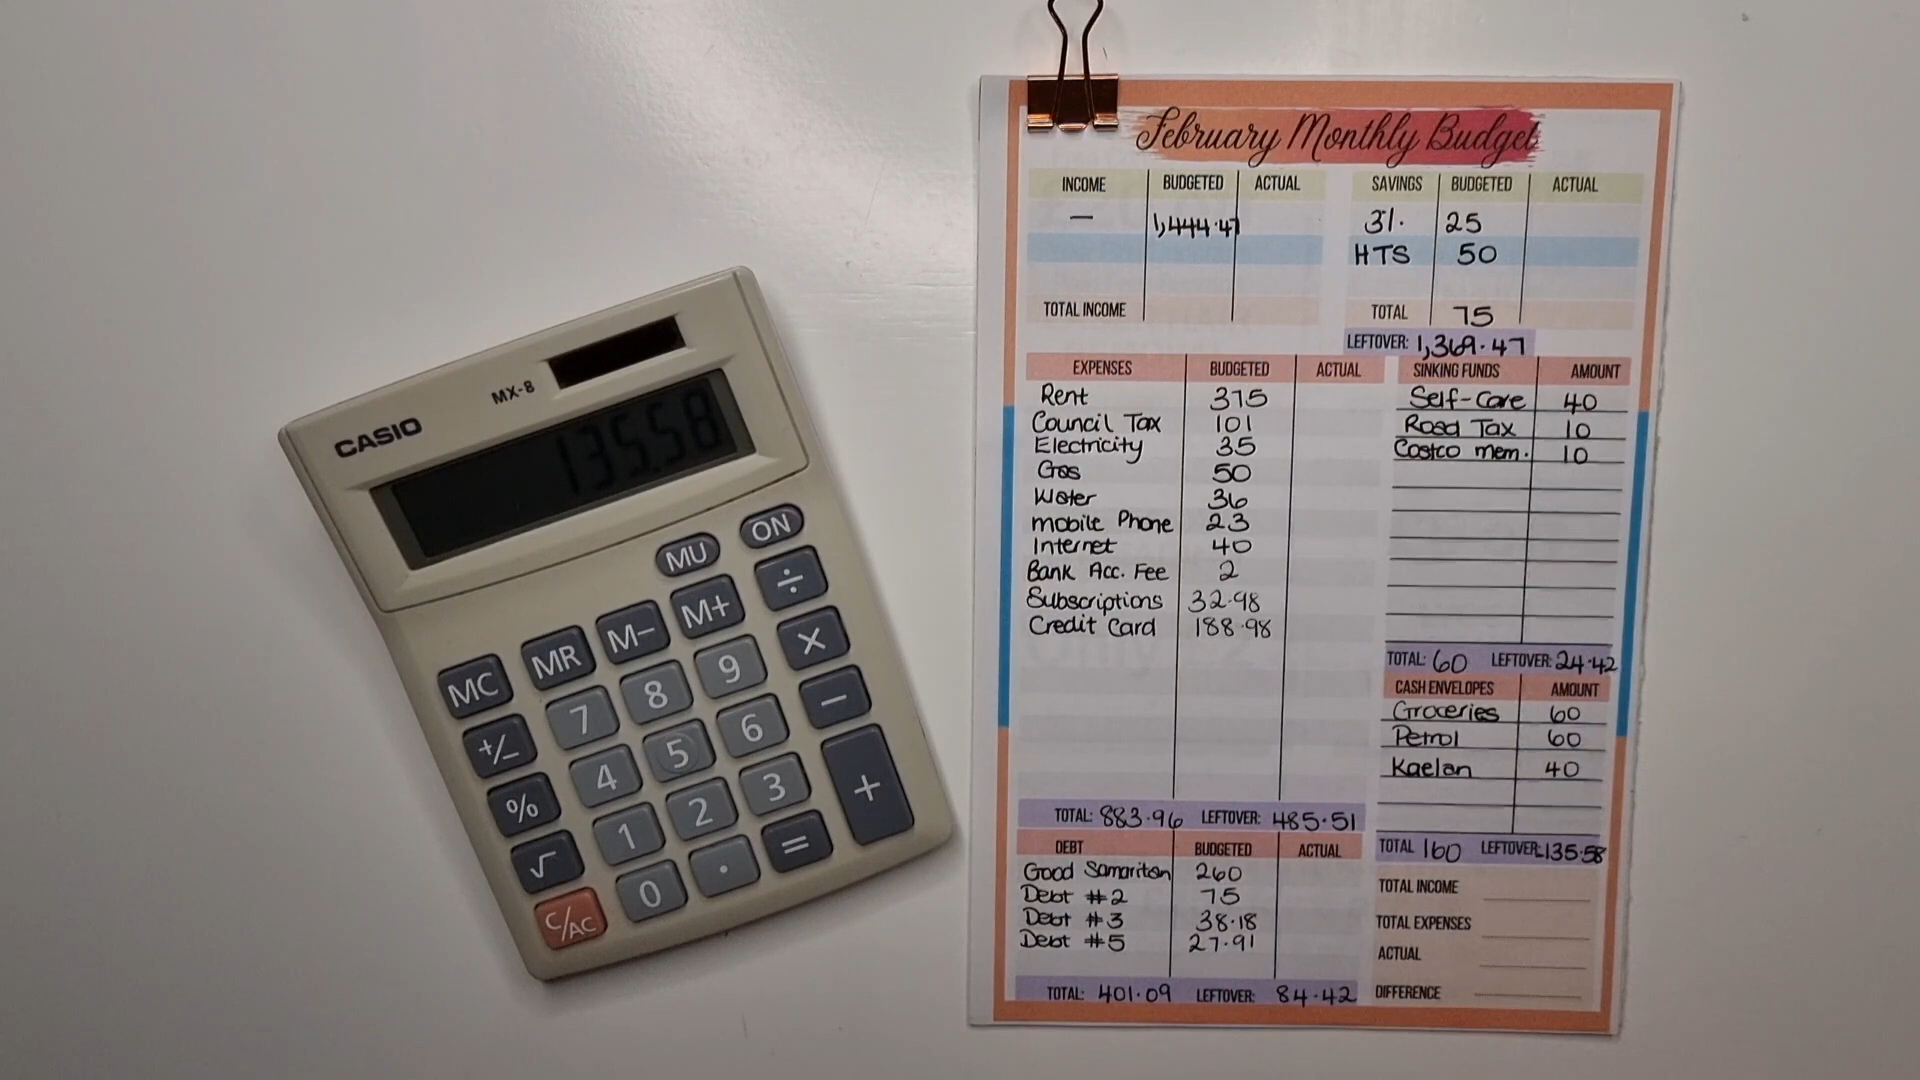 CASIO
MX-8
135.58
MU ON
MC MR M− M+ ÷
+/− 7 8 9 ×
% 4 5 6 −
√ 1 2 3 +
C/AC 0 . =
February Monthly Budget
INCOME BUDGETED ACTUAL
— 1,444.47
TOTAL INCOME
SAVINGS BUDGETED ACTUAL
3%. 25
HTS 50
TOTAL 75
LEFTOVER: 1,369.47
EXPENSES BUDGETED ACTUAL
Rent 375
Council Tax 101
Electricity 35
Gas 50
Water 36
Mobile Phone 23
Internet 40
Bank Acc. Fee 2
Subscriptions 32.98
Credit Card 188.98
TOTAL: 883.96 LEFTOVER: 485.51
DEBT BUDGETED ACTUAL
Good Samaritan 260
Debt #2 75
Debt #3 38.18
Debt #5 27.91
TOTAL: 401.09 LEFTOVER: 84.42
SINKING FUNDS AMOUNT
Self-Care 40
Road Tax 10
Costco mem. 10
TOTAL: 60 LEFTOVER: 24.42
CASH ENVELOPES AMOUNT
Groceries 60
Petrol 60
Kaelan 40
TOTAL 160 LEFTOVER: -135.58
TOTAL INCOME
TOTAL EXPENSES
ACTUAL
DIFFERENCE